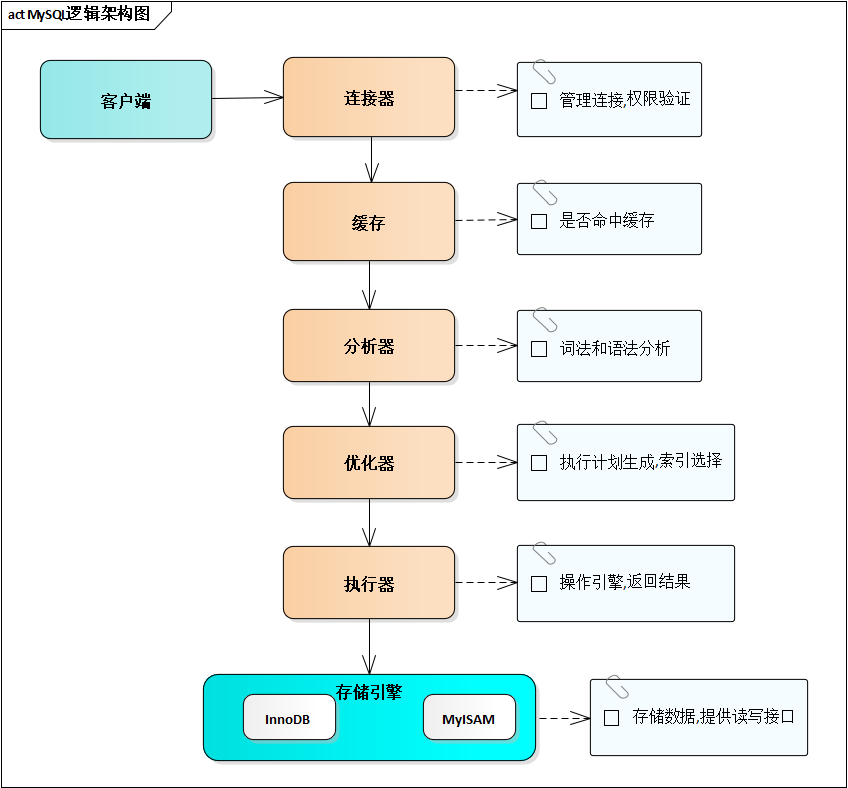 act MySQL逻辑架构图
客户端
连接器
管理连接,权限验证
缓存
是否命中缓存
分析器
词法和语法分析
优化器
执行计划生成,索引选择
执行器
操作引擎,返回结果
存储引擎
InnoDB
MyISAM
存储数据,提供读写接口